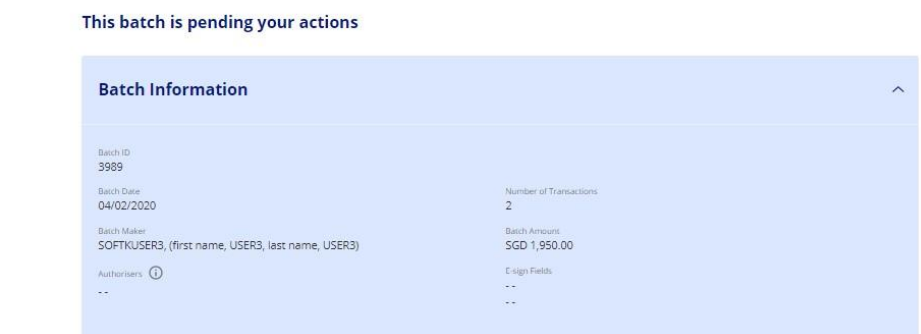 This batch is pending your actions
Batch Information
Batch ID
3989
Batch Date
04/02/2020
Number of Transactions
2
Batch Maker
SOFTKUSER3, (first name, USER3, last name, USER3)
Batch Amount
SGD 1,950.00
Authorisers
- -
E-sign Fields
- -
- -